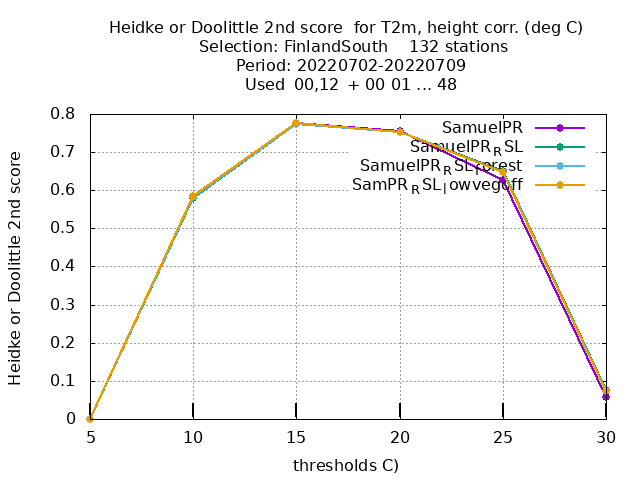 Heidke or Doolittle 2nd score  for T2m, height corr. (deg C)
Selection: FinlandSouth    132 stations
Period: 20220702-20220709
Used  00,12  + 00 01 ... 48
Heidke or Doolittle 2nd score
0.8
0.7
0.6
0.5
0.4
0.3
0.2
0.1
0
SamuelPR
SamuelPR_RSL
SamuelPR_RSL_forest
SamPR_RSL_lowvegoff
5
10
15
20
25
30
thresholds C)